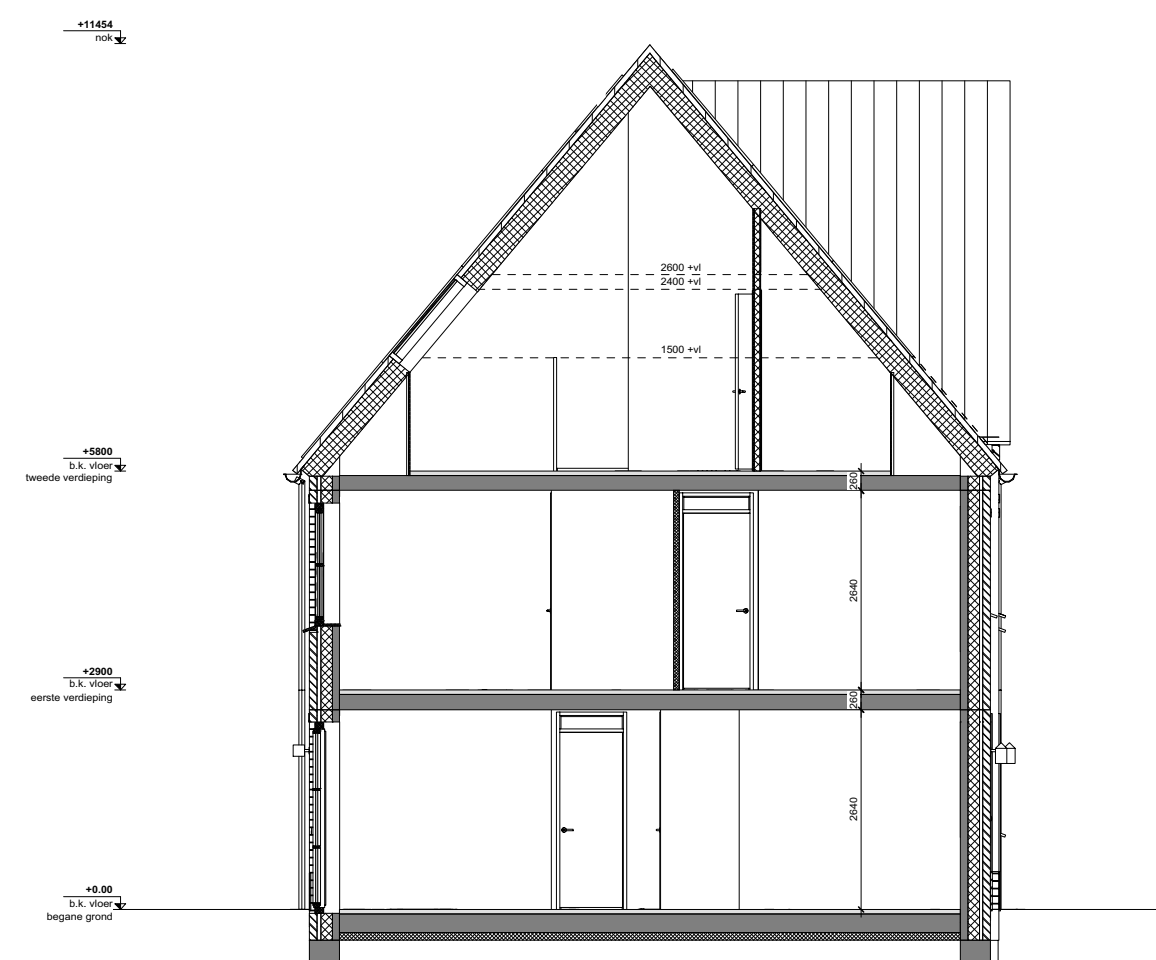 +11454
nok
2600 +vl
2400 +vl
1500 +vl
+5800
b.k. vloer
tweede verdieping
260
2640
+2900
b.k. vloer
eerste verdieping
260
2640
+0.00
b.k. vloer
begane grond